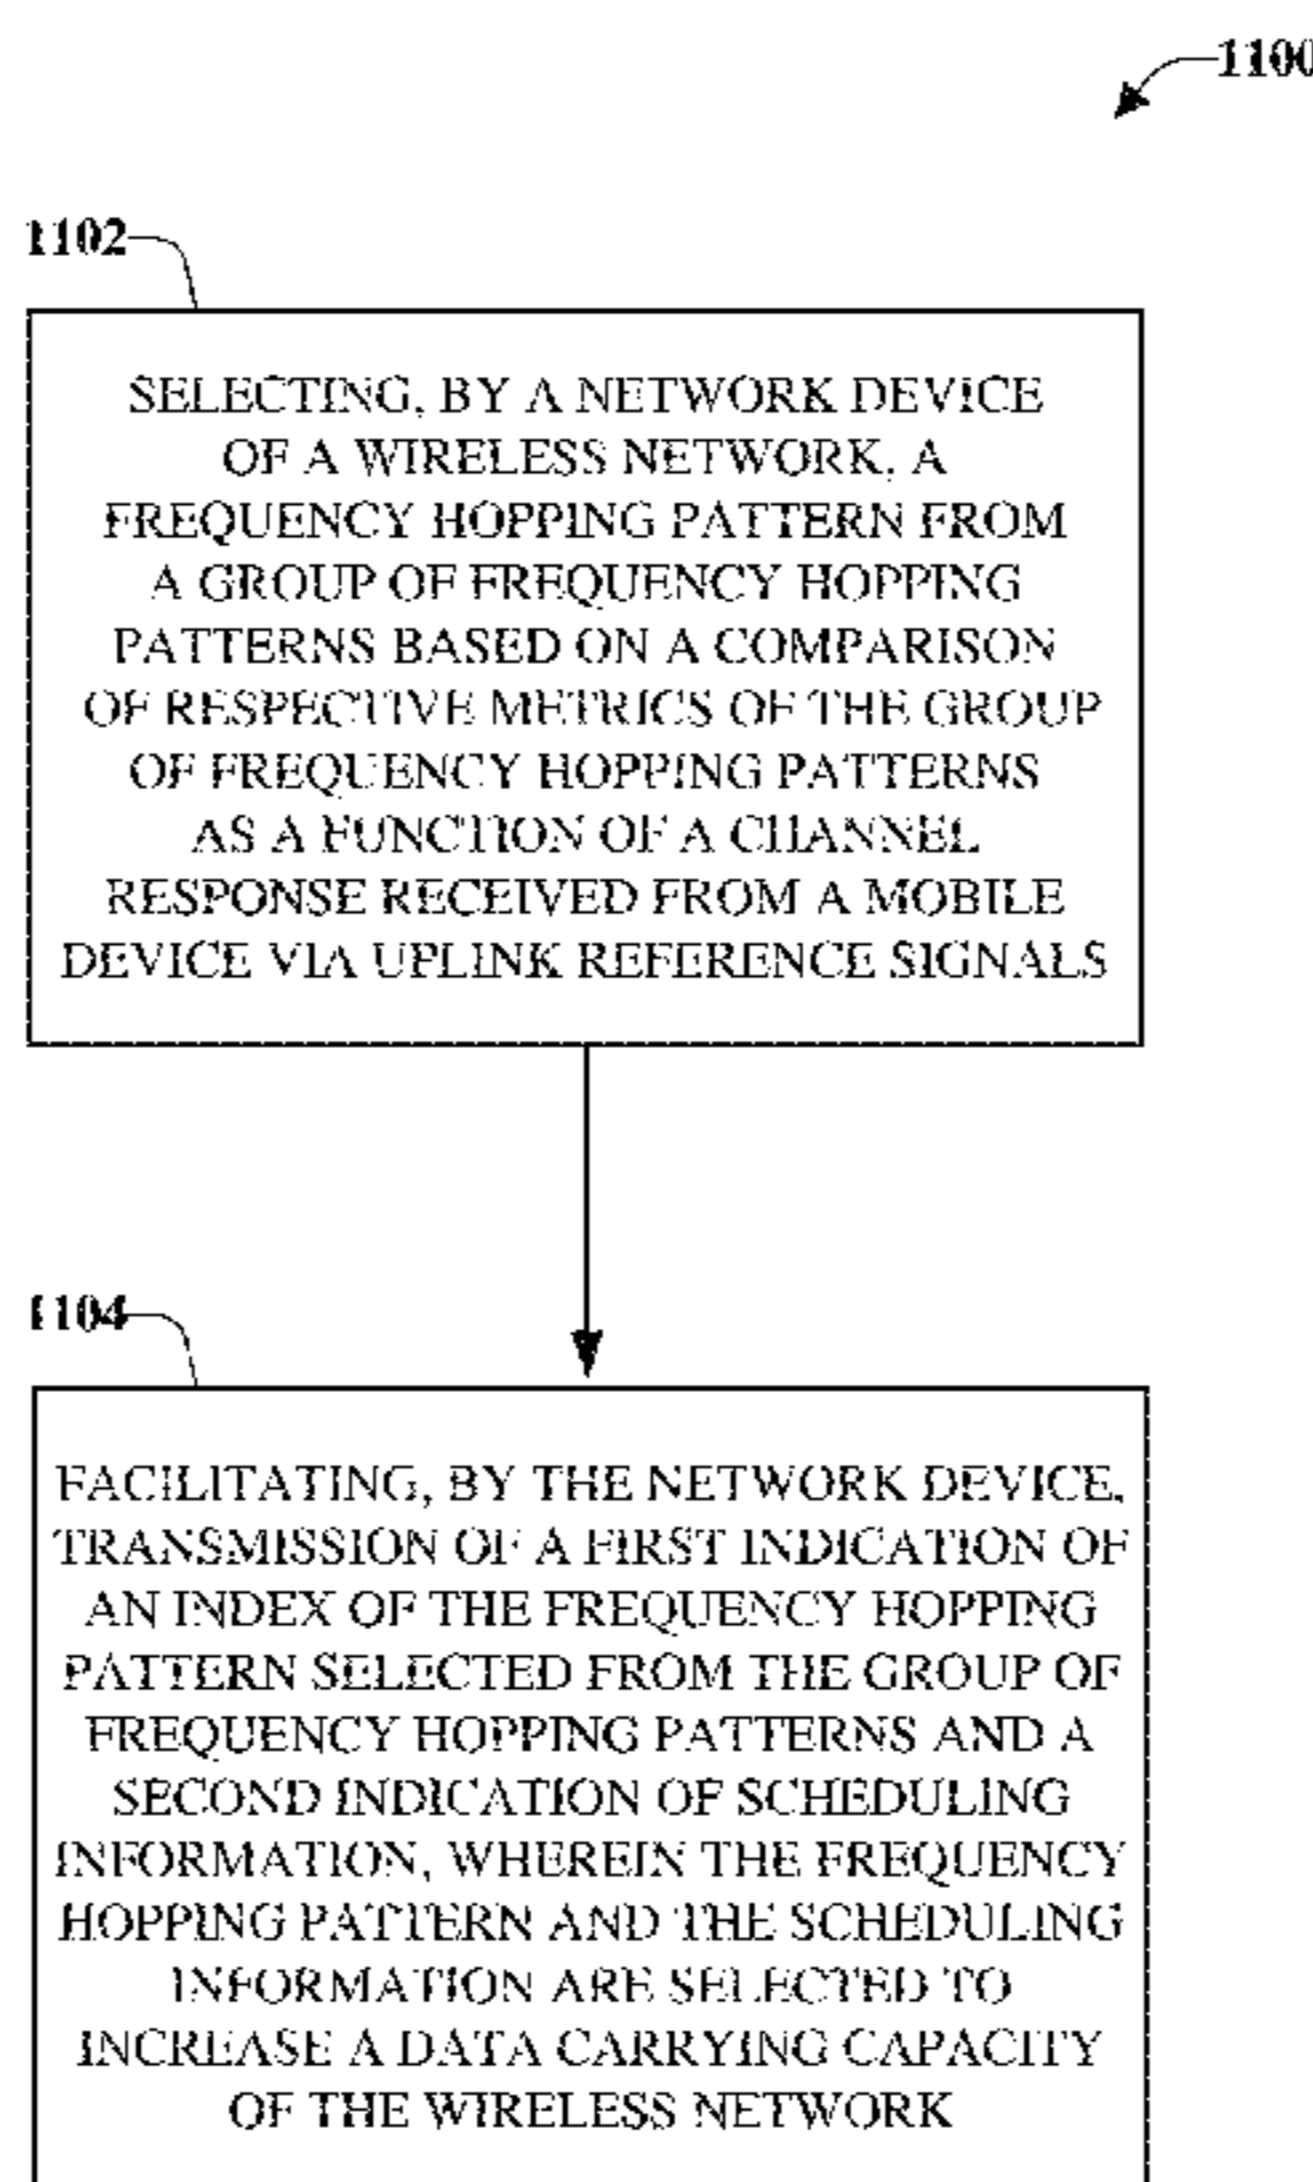 1100
1102
SELECTING, BY A NETWORK DEVICE
OF A WIRELESS NETWORK, A
FREQUENCY HOPPING PATTERN FROM
A GROUP OF FREQUENCY HOPPING
PATTERNS BASED ON A COMPARISON
OF RESPECTIVE METRICS OF THE GROUP
OF FREQUENCY HOPPING PATTERNS
AS A FUNCTION OF A CHANNEL
RESPONSE RECEIVED FROM A MOBILE
DEVICE VIA UPLINK REFERENCE SIGNALS
1104
FACILITATING, BY THE NETWORK DEVICE,
TRANSMISSION OF A FIRST INDICATION OF
AN INDEX OF THE FREQUENCY HOPPING
PATTERN SELECTED FROM THE GROUP OF
FREQUENCY HOPPING PATTERNS AND A
SECOND INDICATION OF SCHEDULING
INFORMATION, WHEREIN THE FREQUENCY
HOPPING PATTERN AND THE SCHEDULING
INFORMATION ARE SELECTED TO
INCREASE A DATA CARRYING CAPACITY
OF THE WIRELESS NETWORK